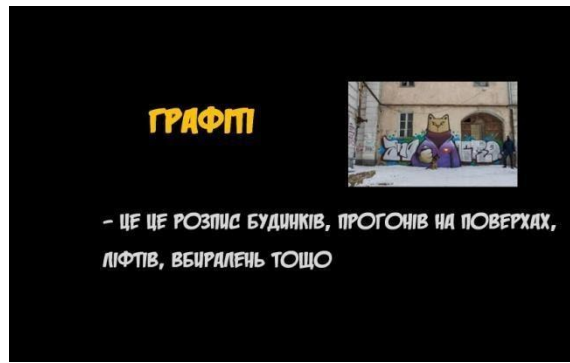 ГРАФІТІ
– ЦЕ ЦЕ РОЗПИС БУДИНКІВ, ПРОГОНІВ НА ПОВЕРХАХ,
ЛІФТІВ, ВБИРАЛЕНЬ ТОЩО